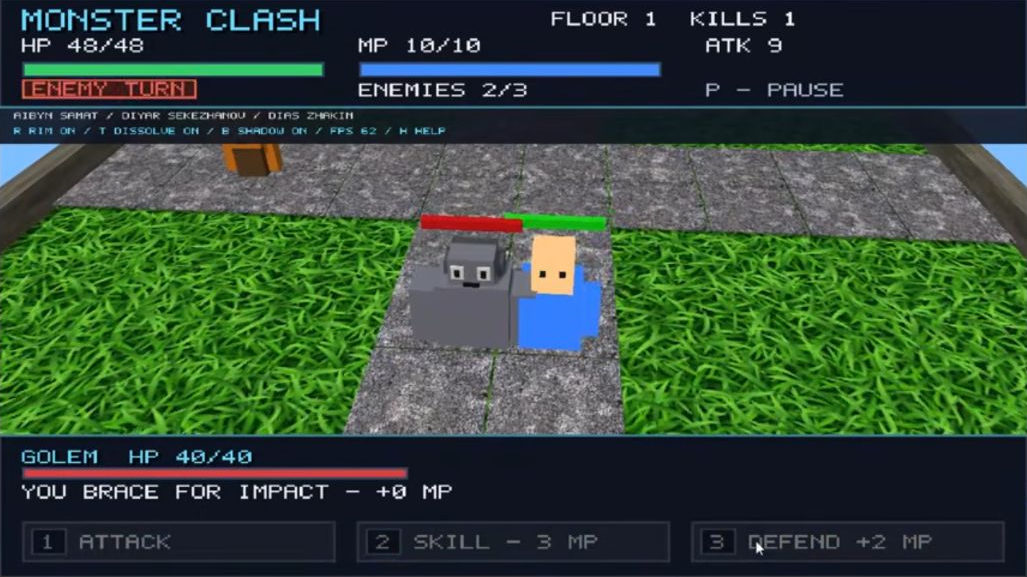 MONSTER CLASH
FLOOR 1 KILLS 1
HP 48/48
MP 10/10
ATK 9
ENEMY TURN
ENEMIES 2/3
P - PAUSE
AIBYN SAMAT / DIYAR SEKEZHANOV / DIAS ZHAKIN
R RIM ON / T DISSOLVE ON / B SHADOW ON / FPS 62 / H HELP
GOLEM HP 40/40
YOU BRACE FOR IMPACT - +0 MP
1 ATTACK
2 SKILL - 3 MP
3 DEFEND +2 MP